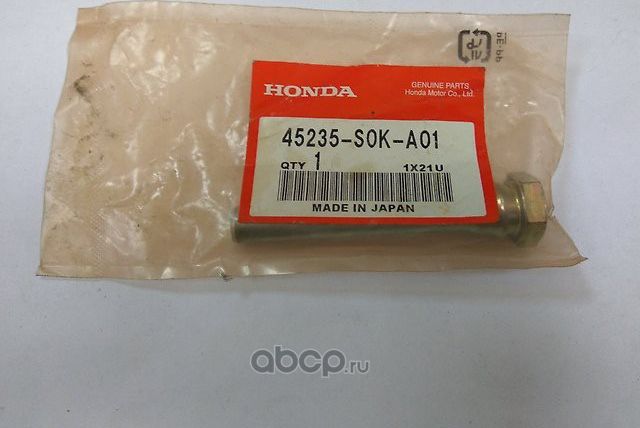 HONDA
GENUINE PARTS
Honda Motor Co., Ltd.
45235-S0K-A01
QTY 1 1X21U
MADE IN JAPAN
abcp.ru